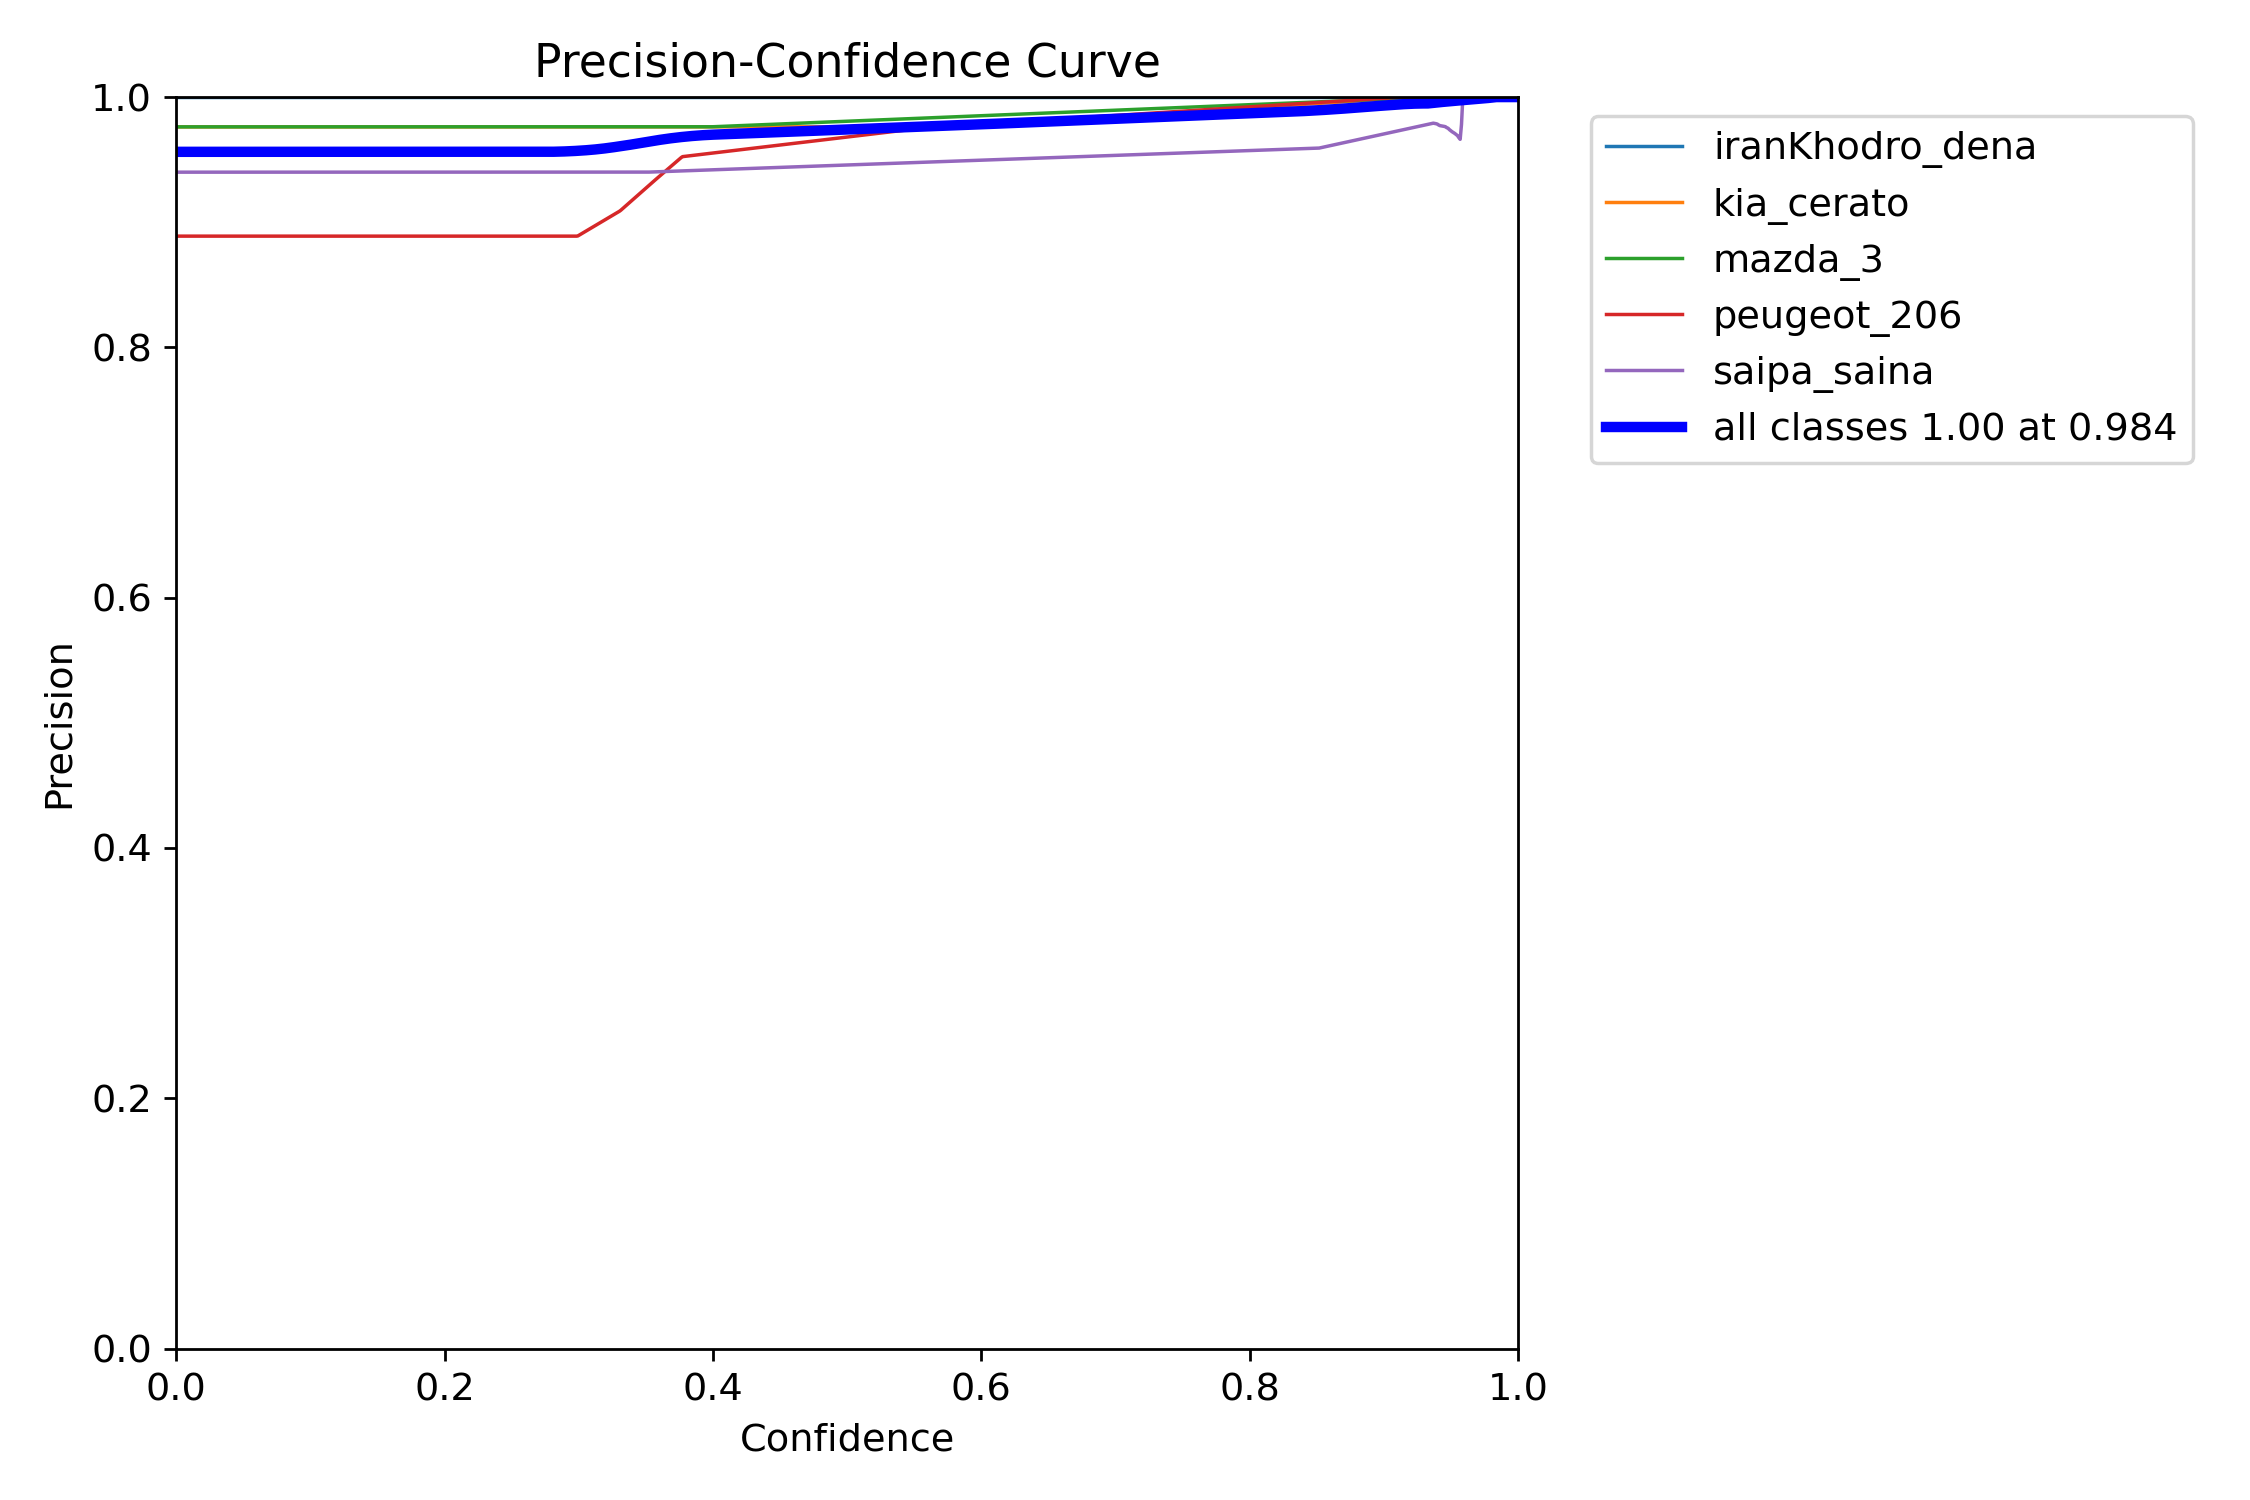 Precision-Confidence Curve
1.0
0.8
0.6
0.4
0.2
0.0
Precision
0.0 0.2 0.4 0.6 0.8 1.0
Confidence
iranKhodro_dena
kia_cerato
mazda_3
peugeot_206
saipa_saina
all classes 1.00 at 0.984